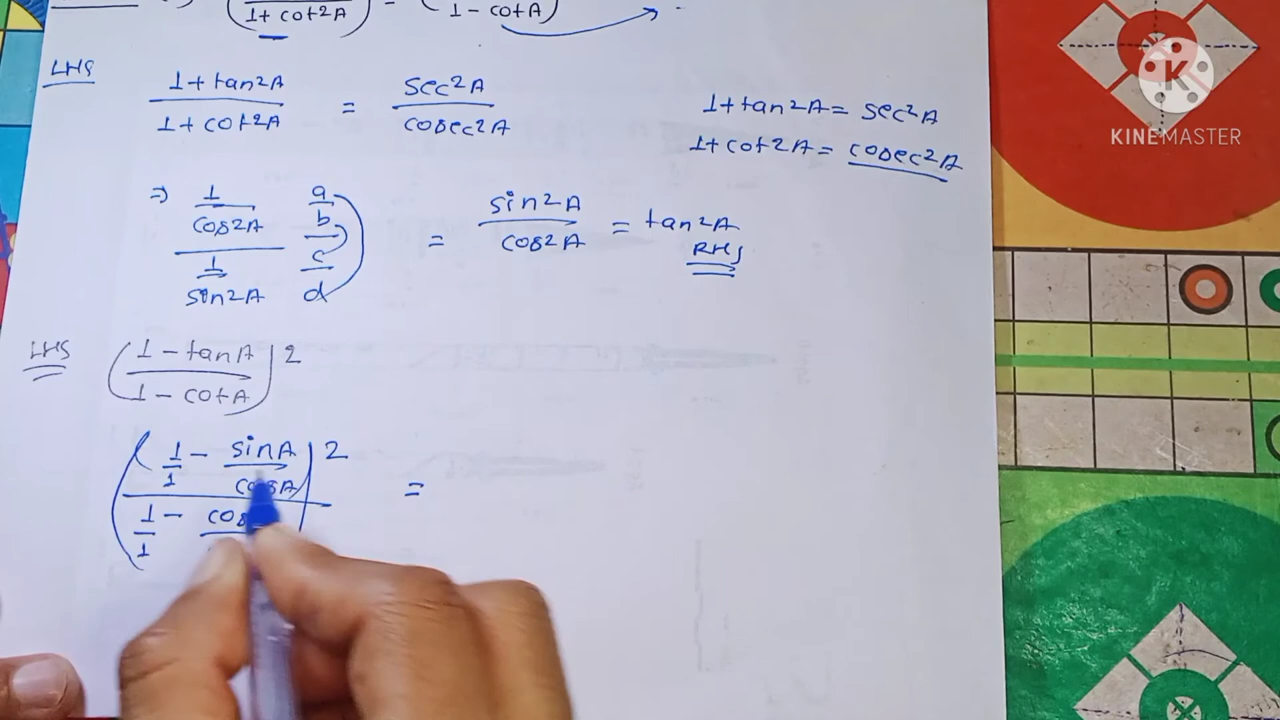 1 + cot2A 1 - cotA
LHS
1 + tan2A = sec2A
1 + cot2A cosec2A
1 + tan2A = sec2A
1 + cot2A = cosec2A
⇒ 1 a
cos2A b
1 c
sin2A d
= sin2A = tan2A
cos2A RHS
LHS (1 - tanA)2
1 - cotA
(1 - sinA)2
1 cosA
=
1 - cos
1
K
KINEMASTER